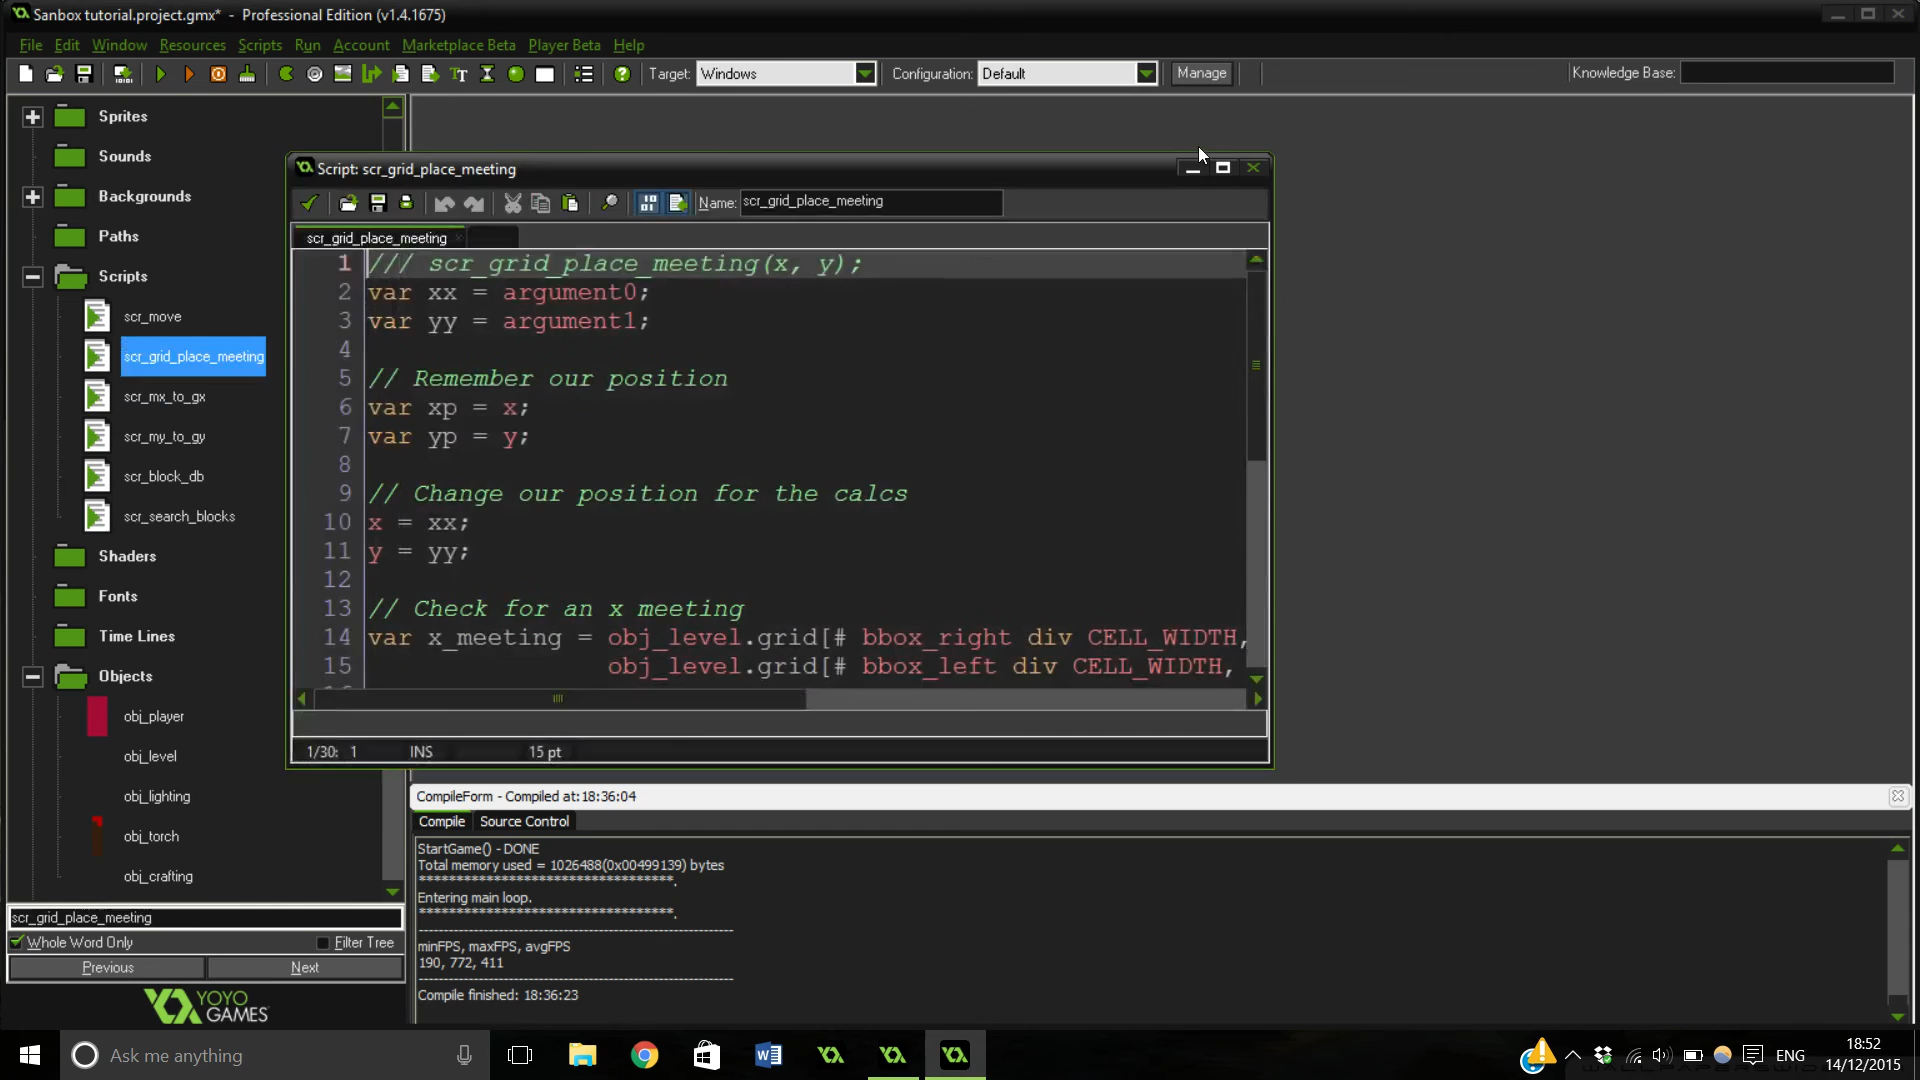 Sanbox tutorial.project.gmx* - Professional Edition (v1.4.1675)
File Edit Window Resources Scripts Run Account Marketplace Beta Player Beta Help
Target: Windows Configuration: Default Manage Knowledge Base:
Sprites
Sounds
Backgrounds
Paths
Scripts
scr_move
scr_grid_place_meeting
scr_mx_to_gx
scr_my_to_gy
scr_block_db
scr_search_blocks
Shaders
Fonts
Time Lines
Objects
obj_player
obj_level
obj_lighting
obj_torch
obj_crafting
scr_grid_place_meeting
Whole Word Only Filter Tree
Previous Next
YOYO
GAMES
Script: scr_grid_place_meeting
Name: scr_grid_place_meeting
scr_grid_place_meeting
1 /// scr_grid_place_meeting(x, y);
2 var xx = argument0;
3 var yy = argument1;
4
5 // Remember our position
6 var xp = x;
7 var yp = y;
8
9 // Change our position for the calcs
10 x = xx;
11 y = yy;
12
13 // Check for an x meeting
14 var x_meeting = obj_level.grid[# bbox_right div CELL_WIDTH,
15 obj_level.grid[# bbox_left div CELL_WIDTH,
1/30: 1 INS 15 pt
CompileForm - Compiled at:18:36:04
Compile Source Control
StartGame() - DONE
Total memory used = 1026488(0x00499139) bytes
***********************************.
Entering main loop.
***********************************.
minFPS, maxFPS, avgFPS
190, 772, 411
Compile finished: 18:36:23
Ask me anything
ENG
18:52
14/12/2015